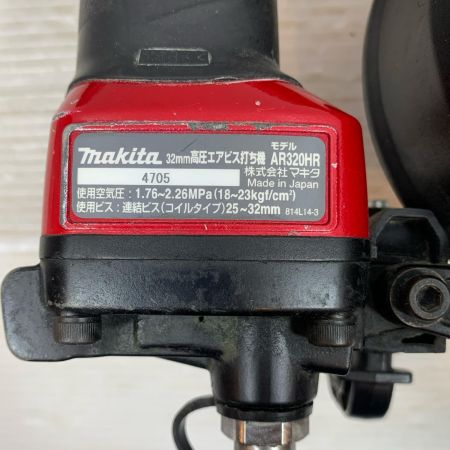 makita 32mm高圧エアビス打ち機 モデル AR320HR
4705 株式会社マキタ
Made in Japan
使用空気圧：1.76~2.26MPa(18~23kgf/cm²)
使用ビス：連結ビス(コイルタイプ)25~32mm 814L14-3